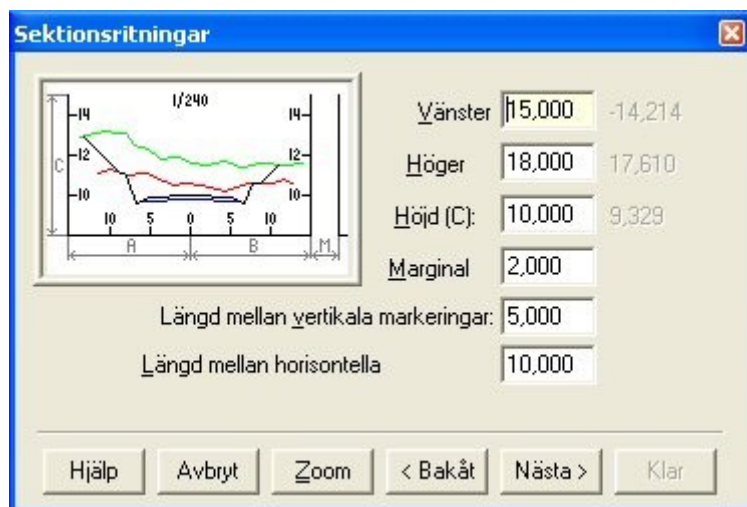 Sektionsritningar
1/240
14 14
12 12
C
10 10
10 5 0 5 10
A B M
Vänster 15,000 -14,214
Höger 18,000 17,610
Höjd (C): 10,000 9,329
Marginal 2,000
Längd mellan vertikala markeringar: 5,000
Längd mellan horisontella 10,000
Hjälp Avbryt Zoom < Bakåt Nästa > Klar